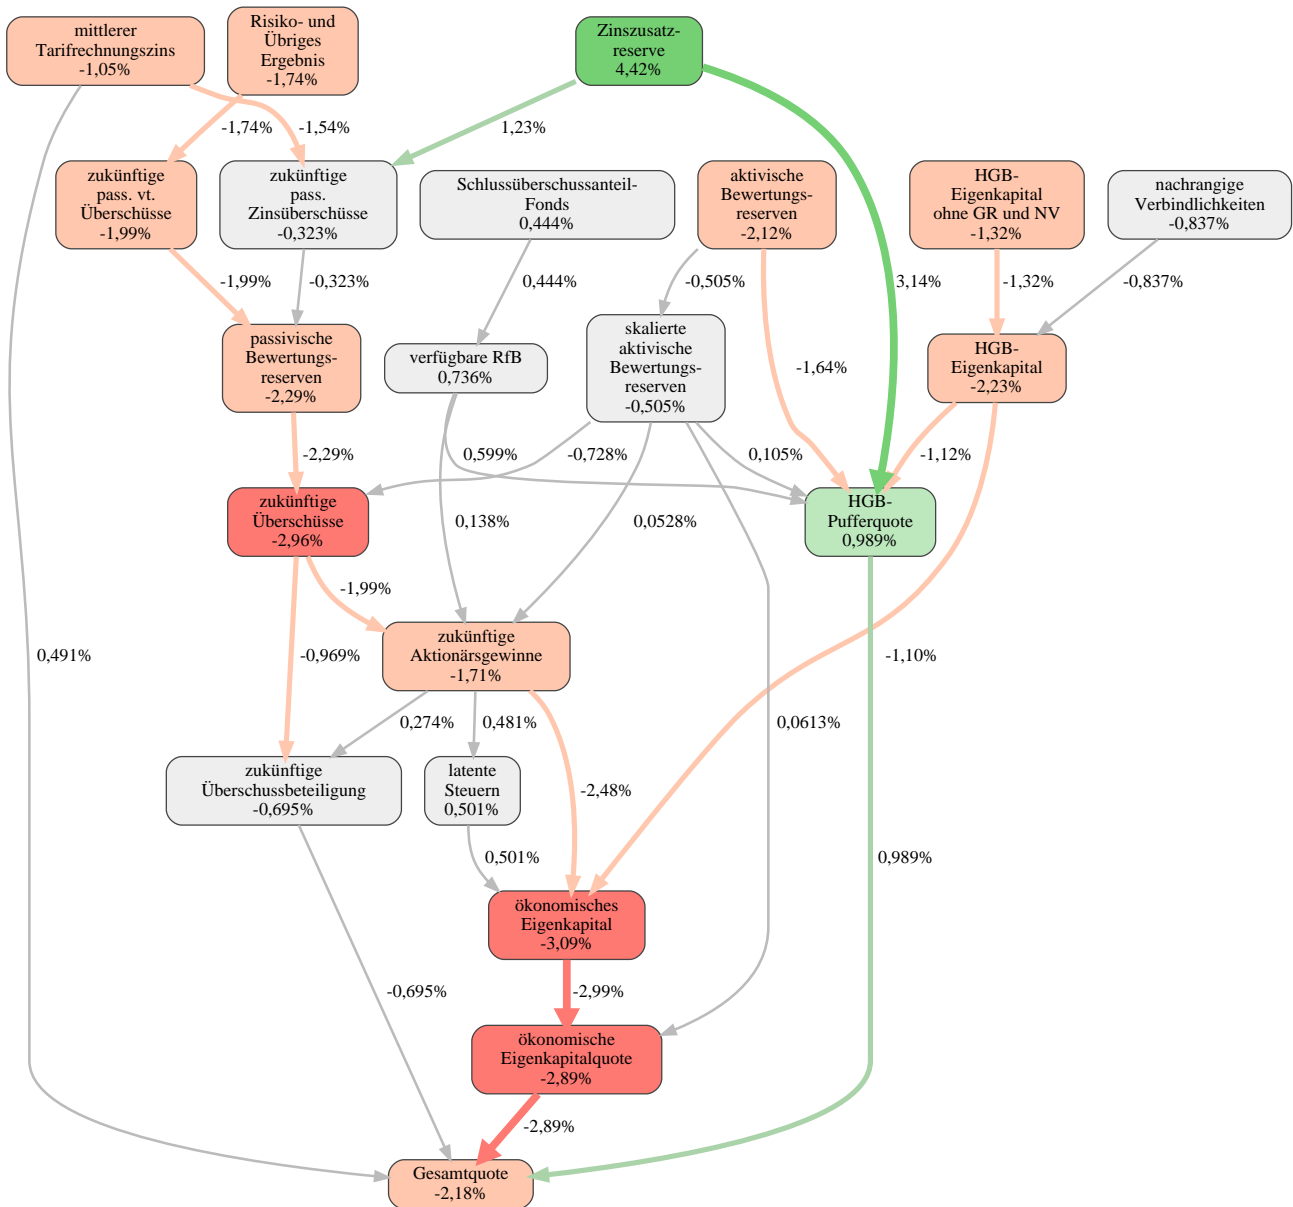 mittlerer
Tarifrechnungszins
-1,05%
Risiko- und
Übriges
Ergebnis
-1,74%
Zinszusatz-
reserve
4,42%
-1,74%
-1,54%
1,23%
zukünftige
pass. vt.
Überschüsse
-1,99%
zukünftige
pass.
Zinsüberschüsse
-0,323%
Schlussüberschussanteil-
Fonds
0,444%
aktivische
Bewertungs-
reserven
-2,12%
HGB-
Eigenkapital
ohne GR und NV
-1,32%
nachrangige
Verbindlichkeiten
-0,837%
-1,99%
-0,323%
0,444%
-0,505%
3,14%
-1,32%
-0,837%
passivische
Bewertungs-
reserven
-2,29%
verfügbare RfB
0,736%
skalierte
aktivische
Bewertungs-
reserven
-0,505%
-1,64%
HGB-
Eigenkapital
-2,23%
-2,29%
0,599%
-0,728%
0,105%
-1,12%
zukünftige
Überschüsse
-2,96%
0,138%
0,0528%
HGB-
Pufferquote
0,989%
-1,99%
0,491%
-0,969%
zukünftige
Aktionärsgewinne
-1,71%
-1,10%
0,274%
0,481%
0,0613%
zukünftige
Überschussbeteiligung
-0,695%
latente
Steuern
0,501%
-2,48%
0,501%
0,989%
ökonomisches
Eigenkapital
-3,09%
-0,695%
-2,99%
ökonomische
Eigenkapitalquote
-2,89%
-2,89%
Gesamtquote
-2,18%